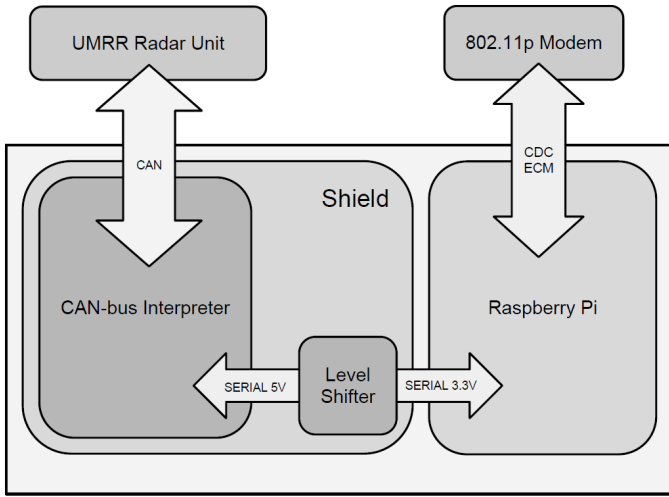 UMRR Radar Unit
802.11p Modem
CAN
CDC
ECM
Shield
CAN-bus Interpreter
Raspberry Pi
SERIAL 5V
Level
Shifter
SERIAL 3.3V